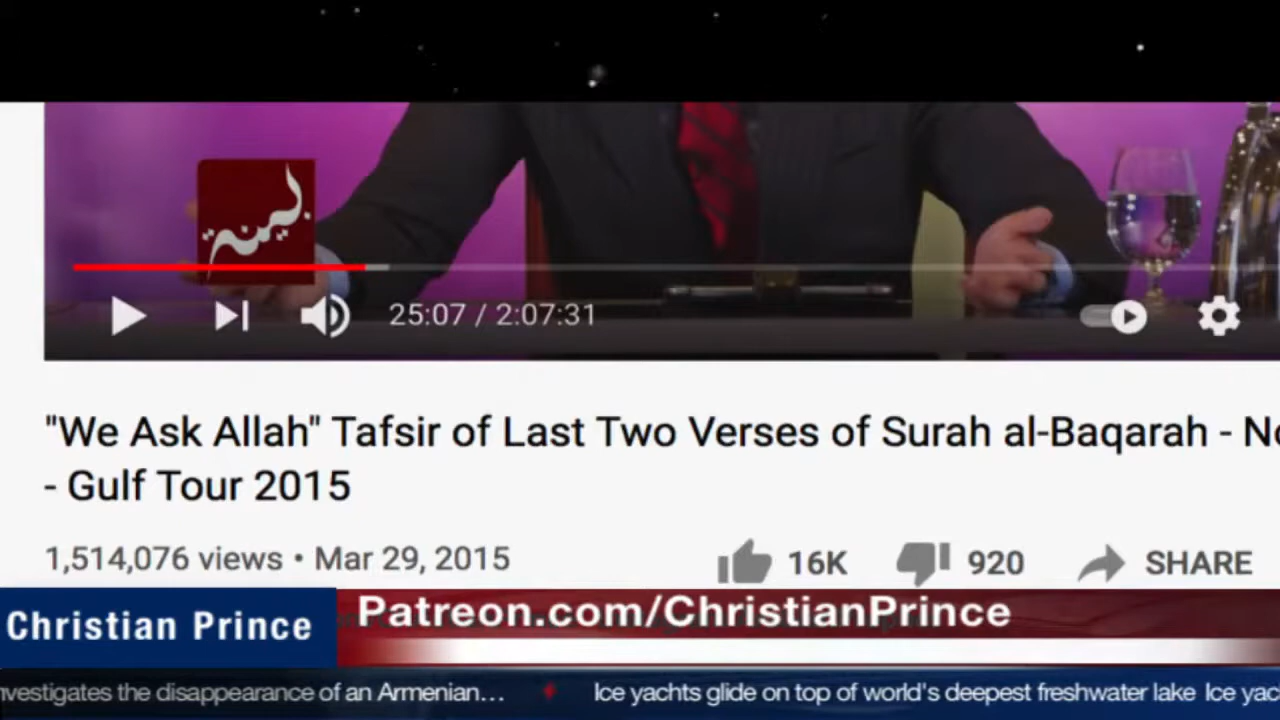 بينة
25:07 / 2:07:31
"We Ask Allah" Tafsir of Last Two Verses of Surah al-Baqarah - No
- Gulf Tour 2015
1,514,076 views • Mar 29, 2015
16K
920
SHARE
Christian Prince
Patreon.com/ChristianPrince
nvestigates the disappearance of an Armenian... Ice yachts glide on top of world's deepest freshwater lake Ice yac